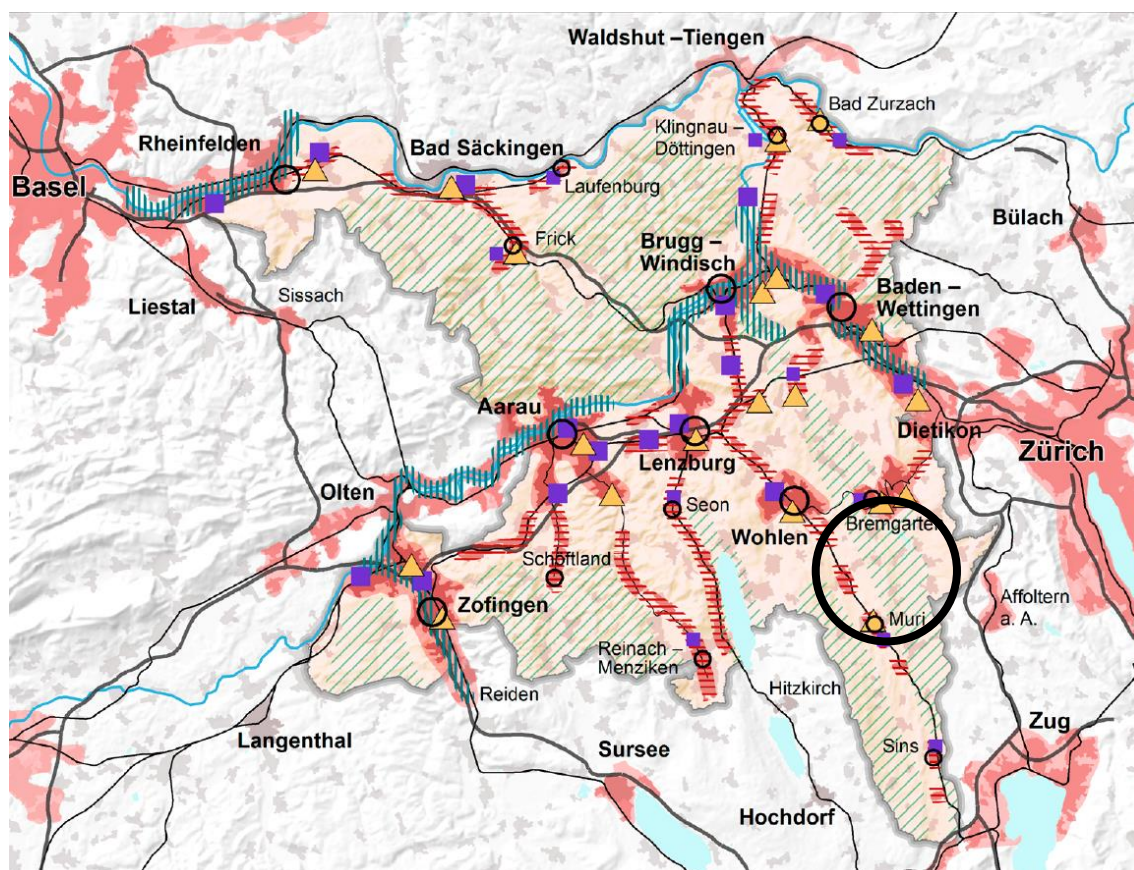 Waldshut –Tiengen
Bad Zurzach
Klingnau –
Döttingen
Rheinfelden
Bad Säckingen
Basel
Laufenburg
Bülach
Frick
Brugg –
Windisch
Baden –
Wettingen
Liestal
Sissach
Aarau
Dietikon
Zürich
Lenzburg
Olten
Seon
Wohlen
Bremgarten
Schöftland
Zofingen
Affoltern
a. A.
Muri
Reinach –
Menziken
Hitzkirch
Reiden
Zug
Langenthal
Sursee
Sins
Hochdorf